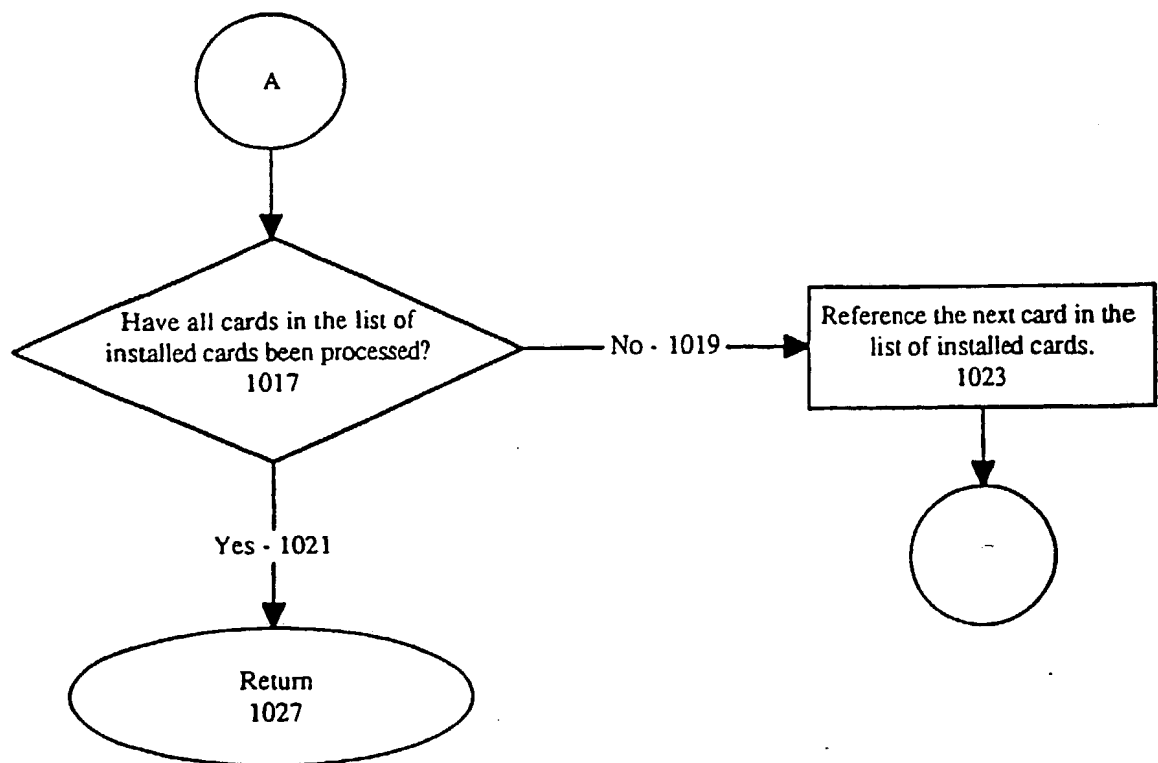 A
Have all cards in the list of
installed cards been processed?
1017
No - 1019
Reference the next card in the
list of installed cards.
1023
Yes - 1021
Return
1027